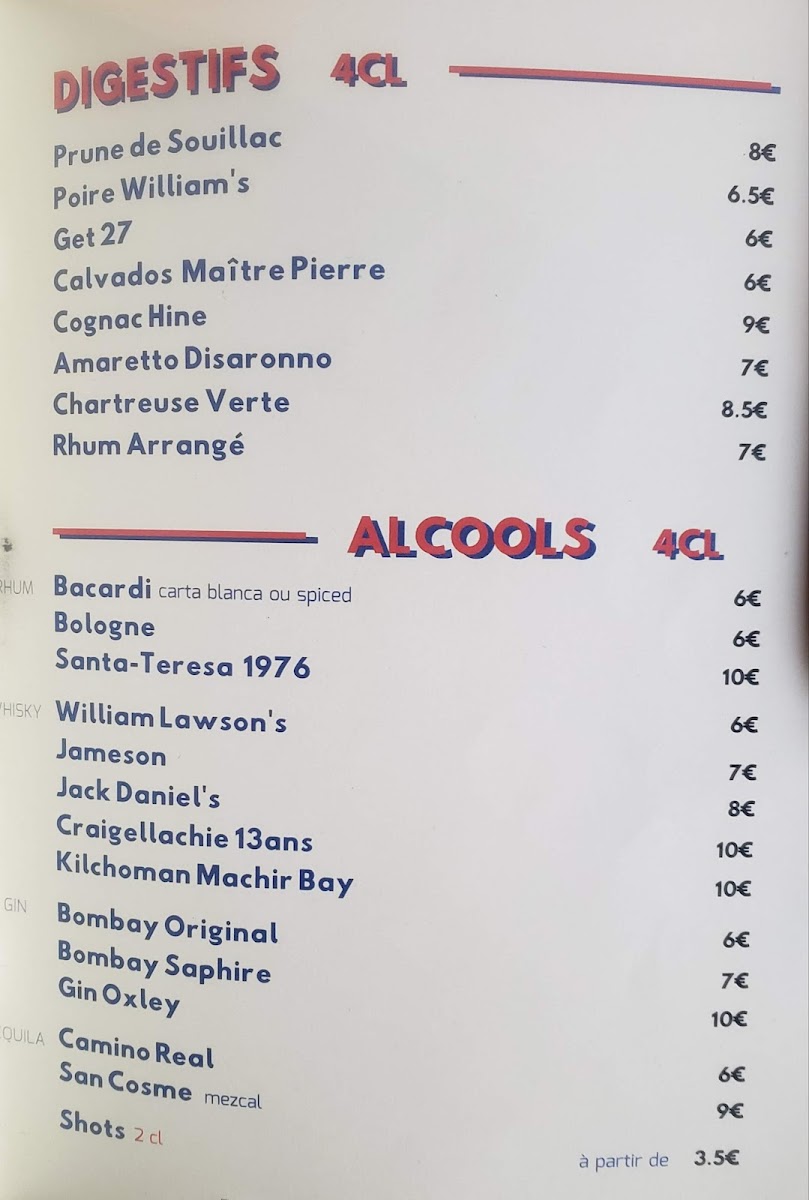 DIGESTIFS 4CL
Prune de Souillac 8€
Poire William's 6.5€
Get 27 6€
Calvados Maître Pierre 6€
Cognac Hine 9€
Amaretto Disaronno 7€
Chartreuse Verte 8.5€
Rhum Arrangé 7€
ALCOOLS 4CL
RHUM Bacardi carta blanca ou spiced 6€
Bologne 6€
Santa-Teresa 1976 10€
WHISKY William Lawson's 6€
Jameson 7€
Jack Daniel's 8€
Craigellachie 13ans 10€
Kilchoman Machir Bay 10€
GIN Bombay Original 6€
Bombay Saphire 7€
Gin Oxley 10€
QUILA Camino Real 6€
San Cosme mezcal 9€
Shots 2 cl à partir de 3.5€